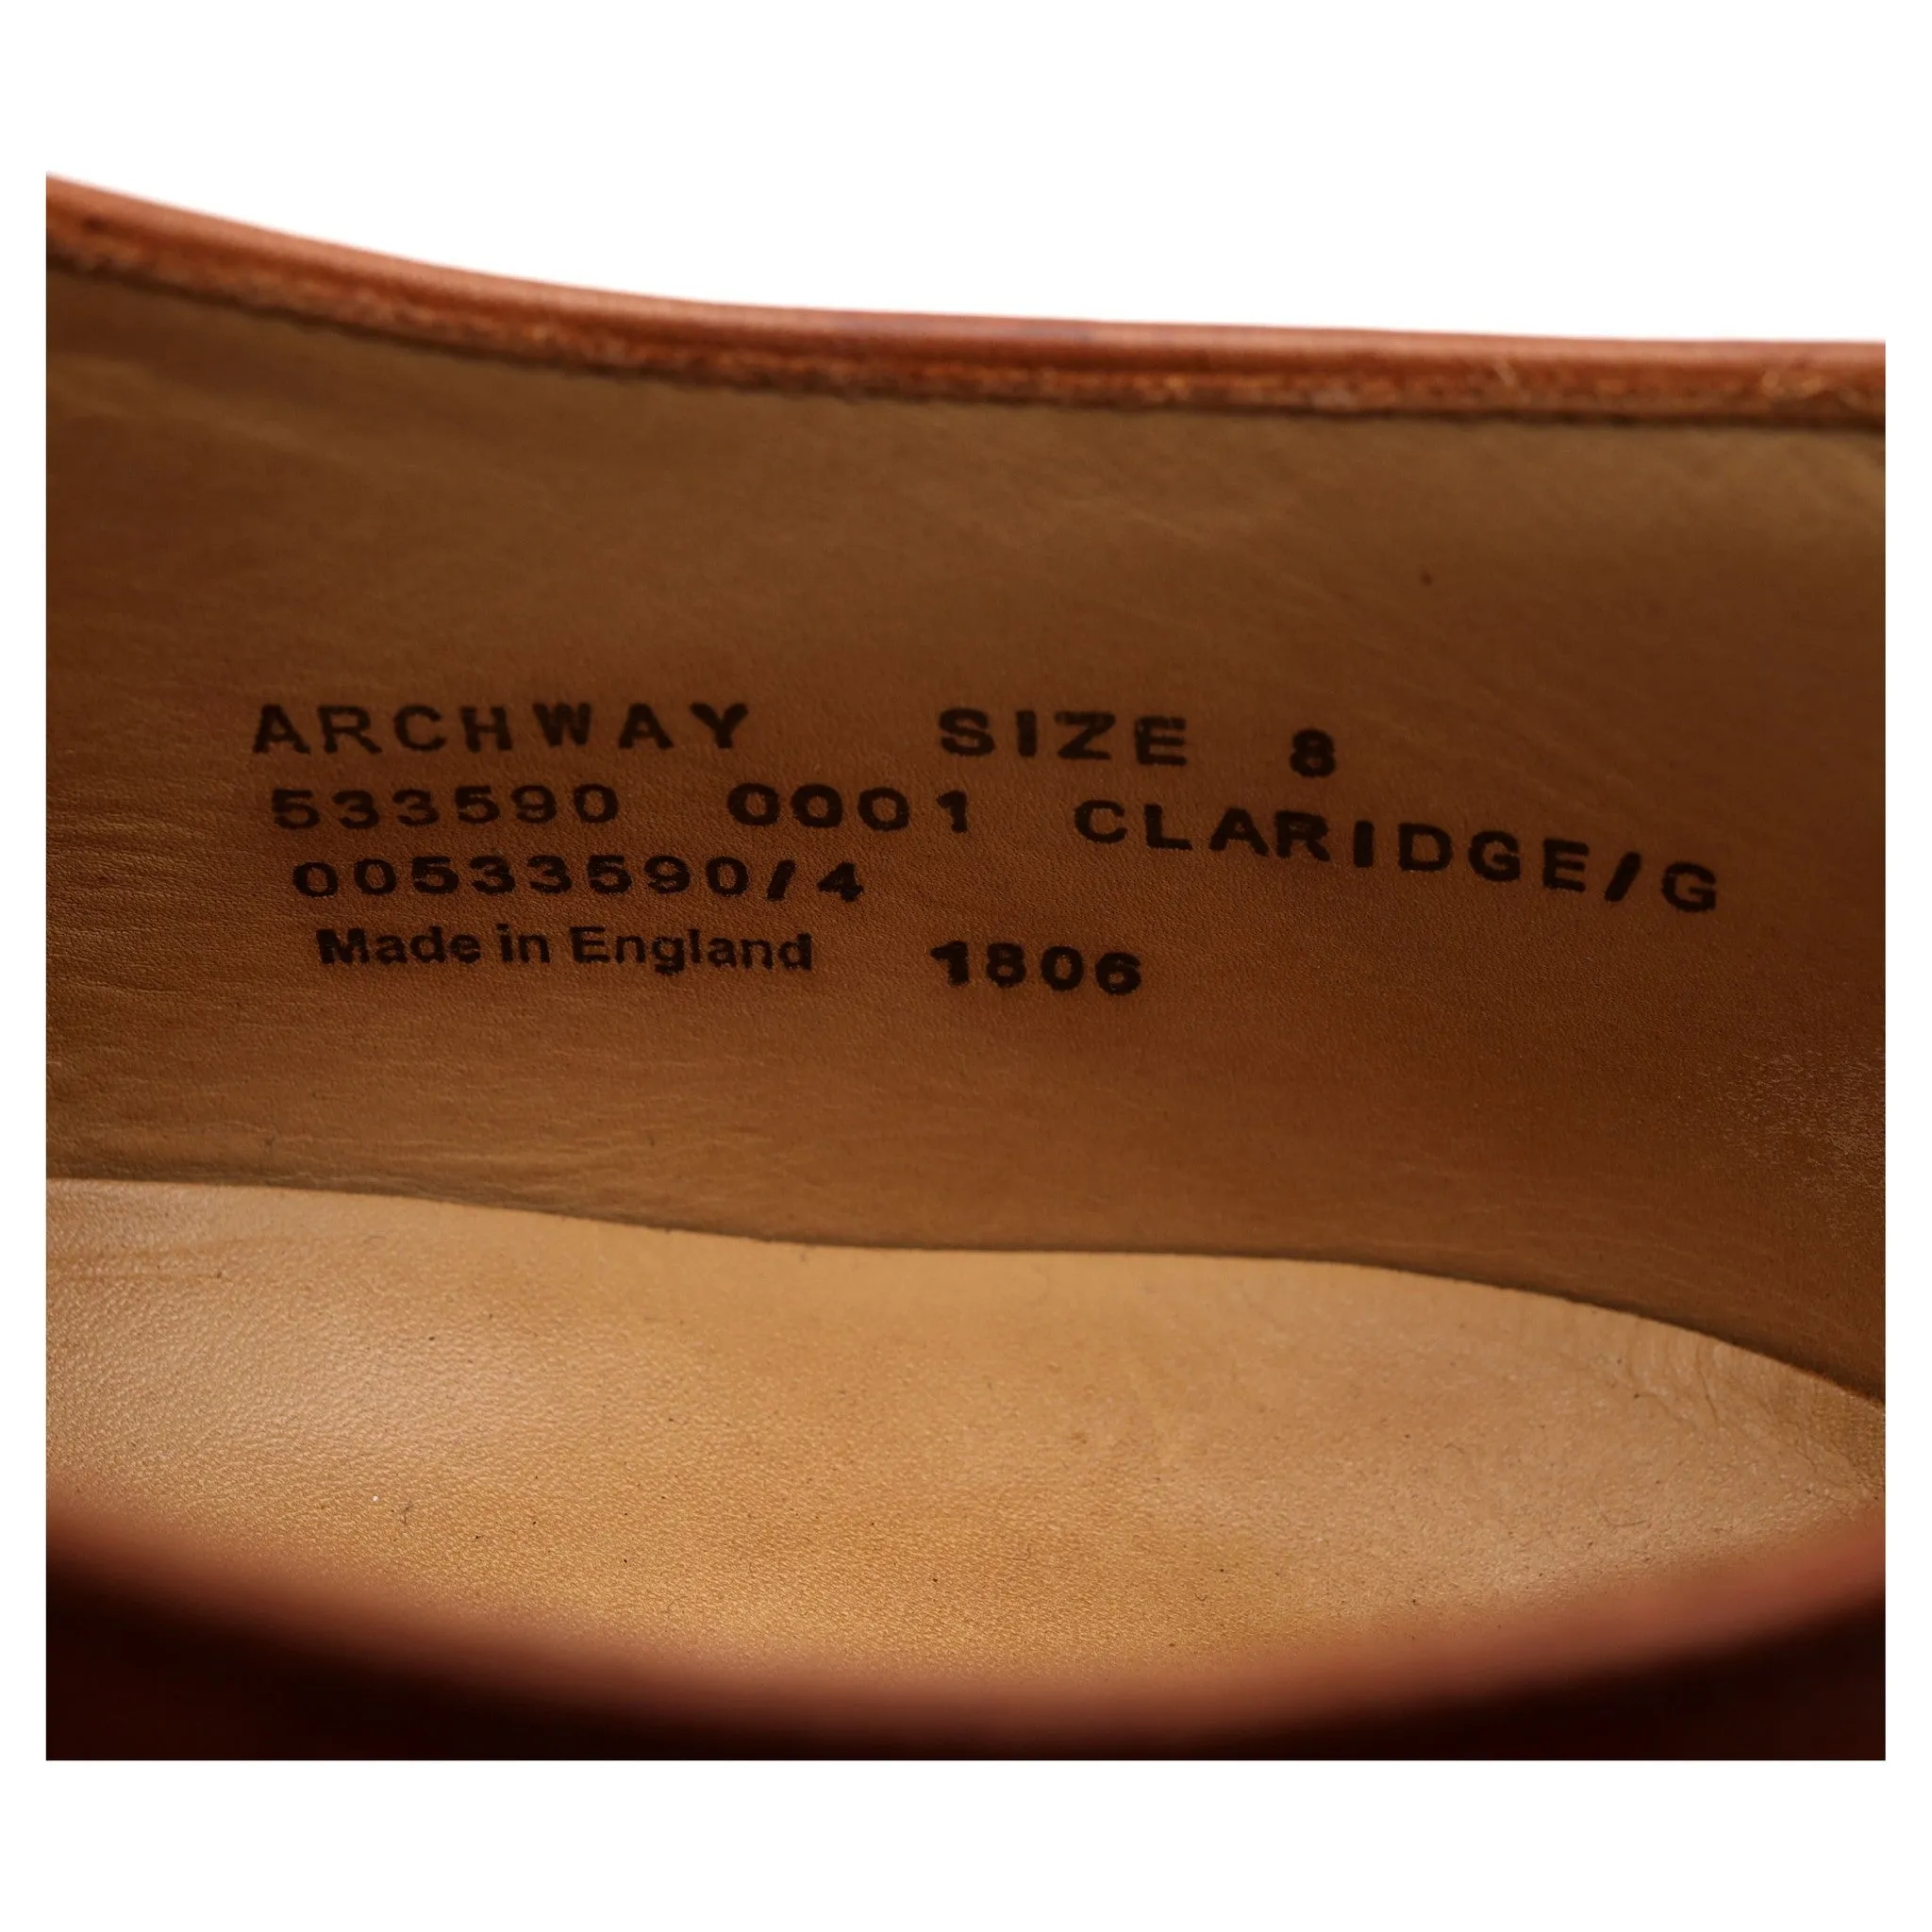 ARCHWAY SIZE 8
533590 0001 CLARIDGE/G
00533590/4
Made in England 1806